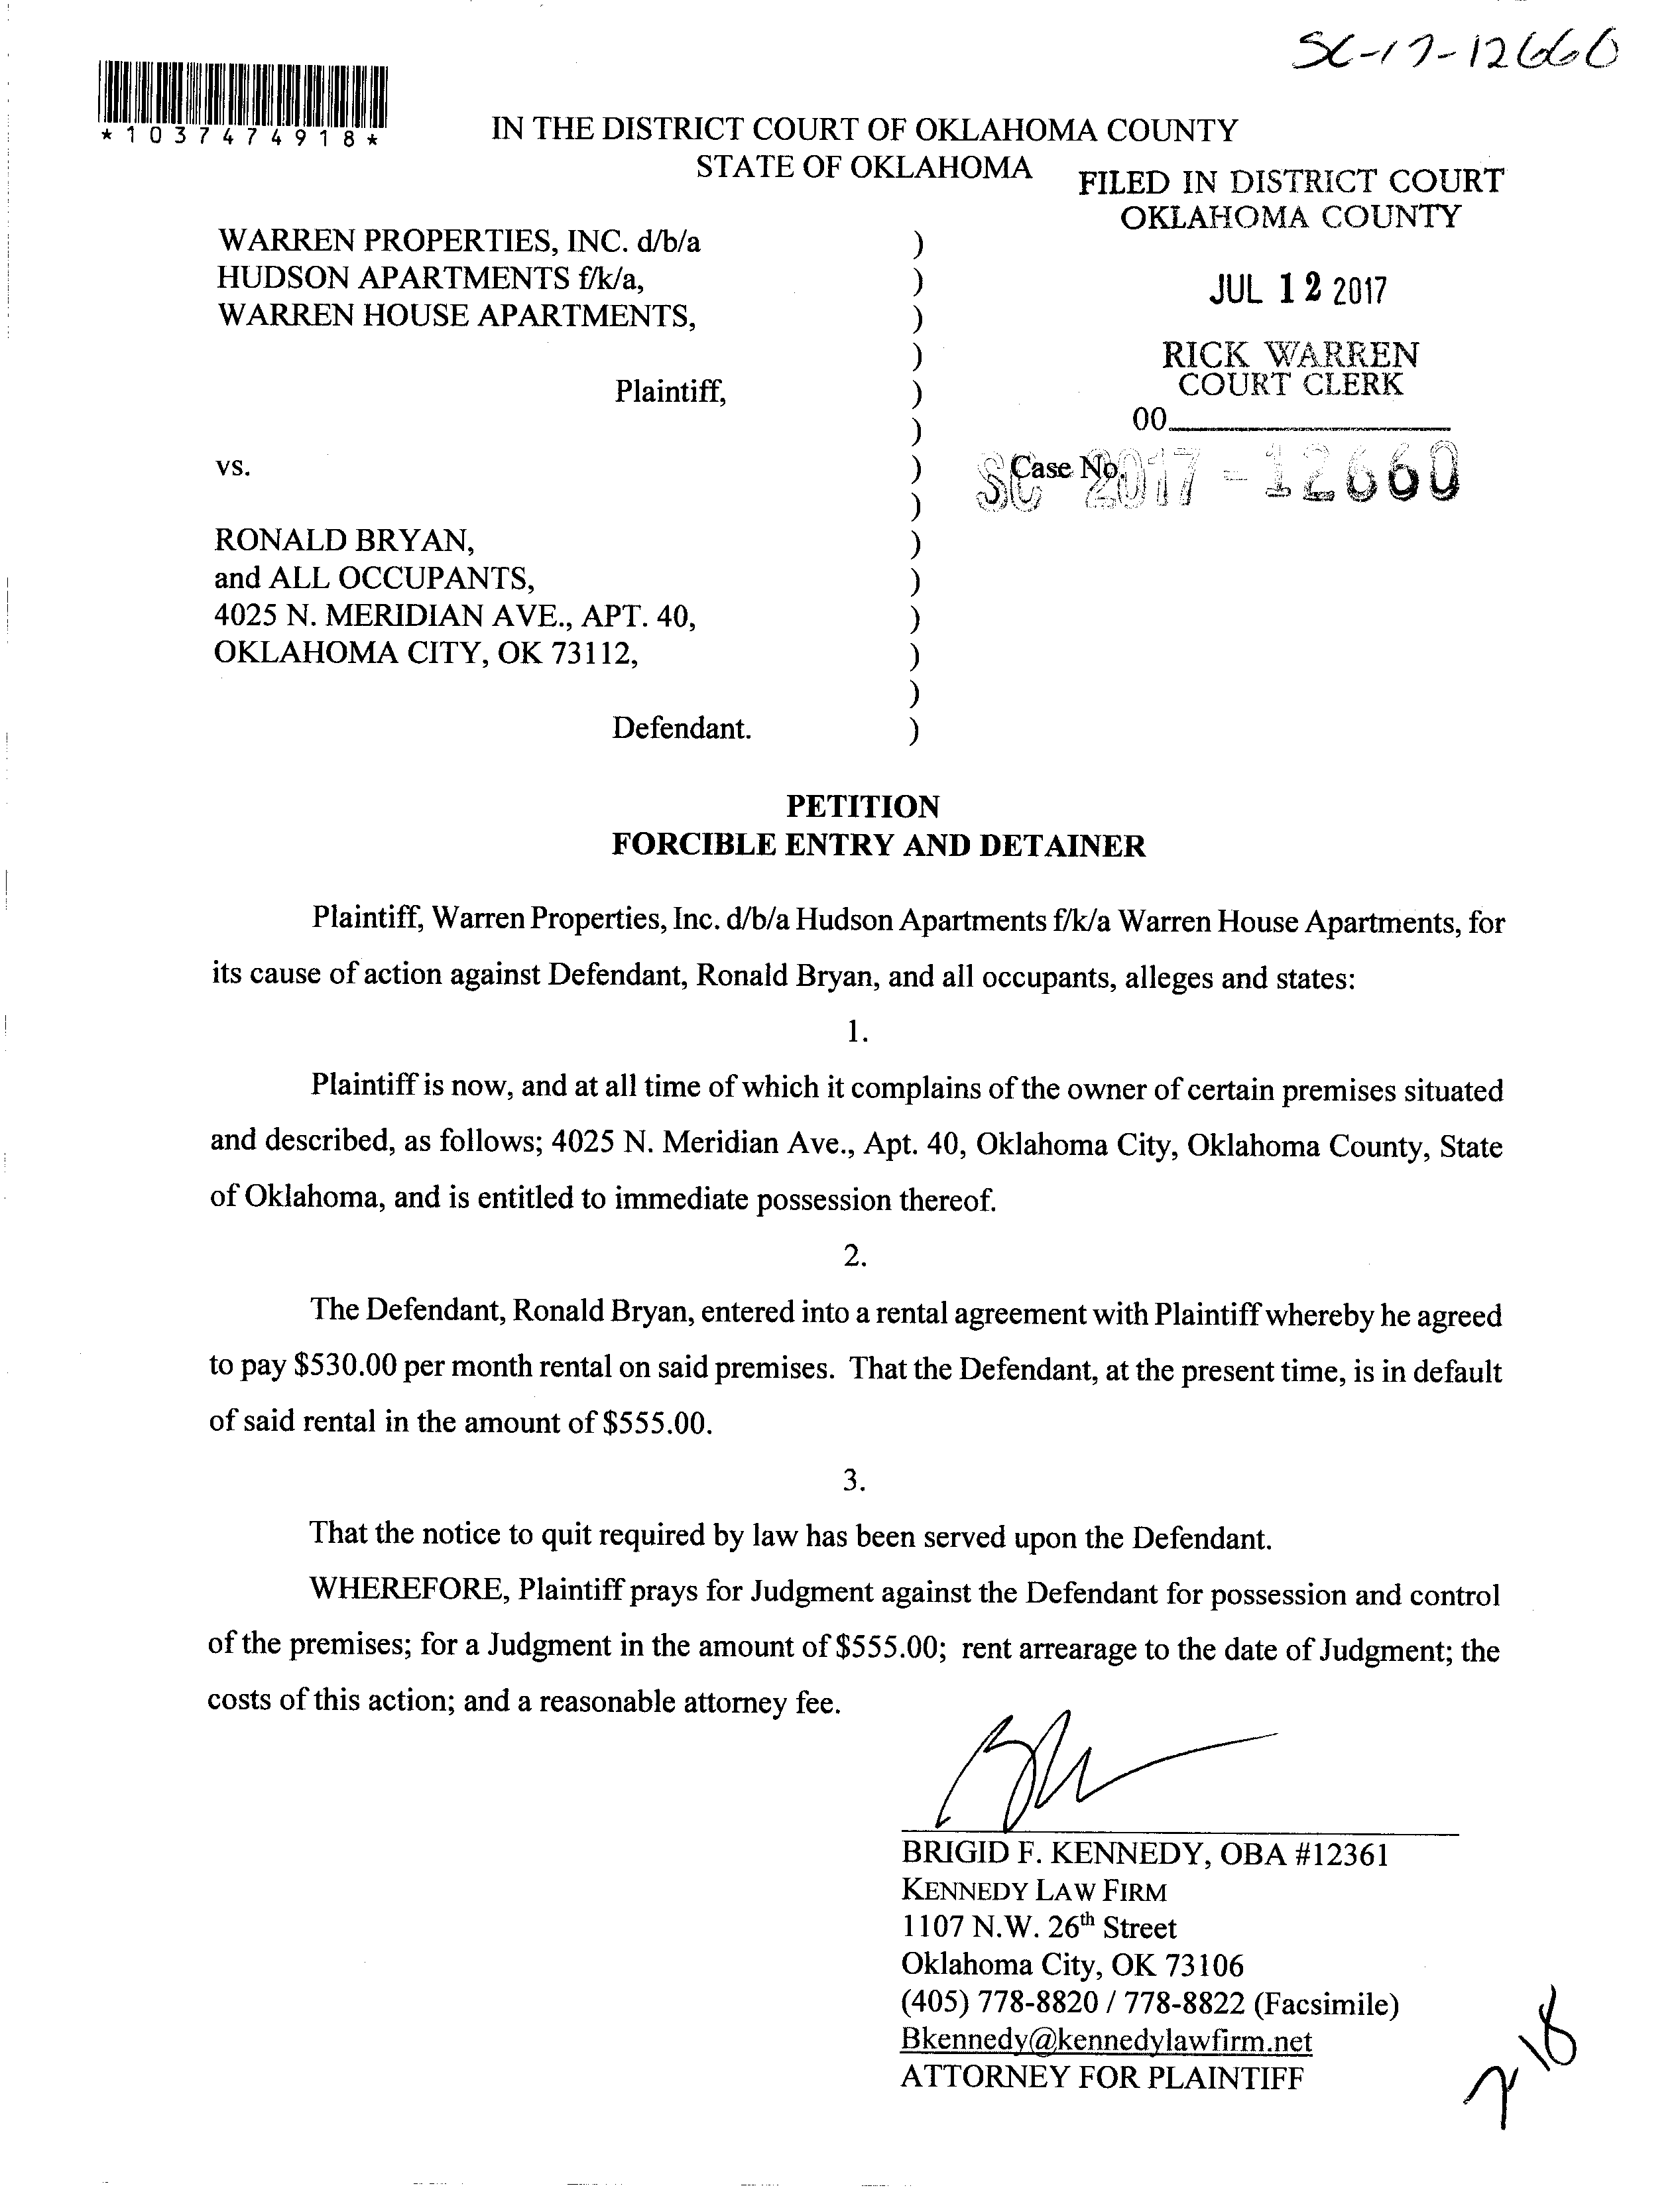 SC-17-12660
*1037474918*
IN THE DISTRICT COURT OF OKLAHOMA COUNTY
STATE OF OKLAHOMA
FILED IN DISTRICT COURT
OKLAHOMA COUNTY
WARREN PROPERTIES, INC. d/b/a )
HUDSON APARTMENTS f/k/a, )
JUL 12 2017
WARREN HOUSE APARTMENTS, )
)
RICK WARREN
COURT CLERK
Plaintiff, )
00
)
vs. ) Case No.
SC-2017-12660
)
RONALD BRYAN, )
and ALL OCCUPANTS, )
4025 N. MERIDIAN AVE., APT. 40, )
OKLAHOMA CITY, OK 73112, )
)
Defendant. )
PETITION
FORCIBLE ENTRY AND DETAINER
Plaintiff, Warren Properties, Inc. d/b/a Hudson Apartments f/k/a Warren House Apartments, for
its cause of action against Defendant, Ronald Bryan, and all occupants, alleges and states:
1.
Plaintiff is now, and at all time of which it complains of the owner of certain premises situated
and described, as follows; 4025 N. Meridian Ave., Apt. 40, Oklahoma City, Oklahoma County, State
of Oklahoma, and is entitled to immediate possession thereof.
2.
The Defendant, Ronald Bryan, entered into a rental agreement with Plaintiff whereby he agreed
to pay $530.00 per month rental on said premises. That the Defendant, at the present time, is in default
of said rental in the amount of $555.00.
3.
That the notice to quit required by law has been served upon the Defendant.
WHEREFORE, Plaintiff prays for Judgment against the Defendant for possession and control
of the premises; for a Judgment in the amount of $555.00; rent arrearage to the date of Judgment; the
costs of this action; and a reasonable attorney fee.
BRIGID F. KENNEDY, OBA #12361
KENNEDY LAW FIRM
1107 N.W. 26th Street
Oklahoma City, OK 73106
(405) 778-8820 / 778-8822 (Facsimile)
Bkennedy@kennedylawfirm.net
ATTORNEY FOR PLAINTIFF
7 18